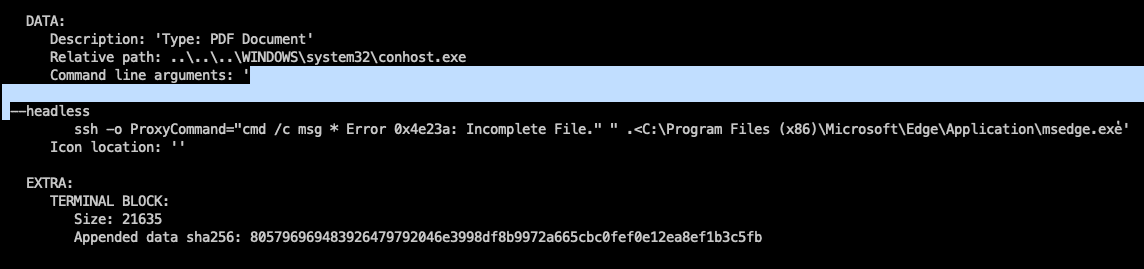 DATA:
Description: 'Type: PDF Document'
Relative path: ..\..\..\WINDOWS\system32\conhost.exe
Command line arguments: '
--headless
ssh -o ProxyCommand="cmd /c msg * Error 0x4e23a: Incomplete File." " .<C:\Program Files (x86)\Microsoft\Edge\Application\msedge.exe'
Icon location: ''
EXTRA:
TERMINAL BLOCK:
Size: 21635
Appended data sha256: 805796969483926479792046e3998df8b9972a665cbc0fef0e12ea8ef1b3c5fb